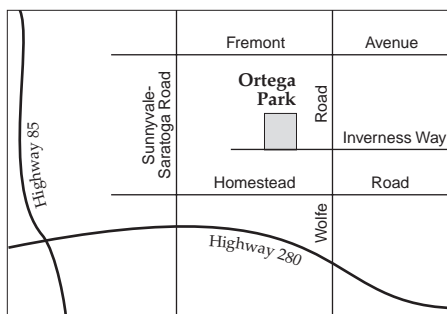 Fremont Avenue
Ortega
Park
Sunnyvale-
Saratoga Road
Road
Inverness Way
Highway 85
Homestead Road
Wolfe
Highway 280